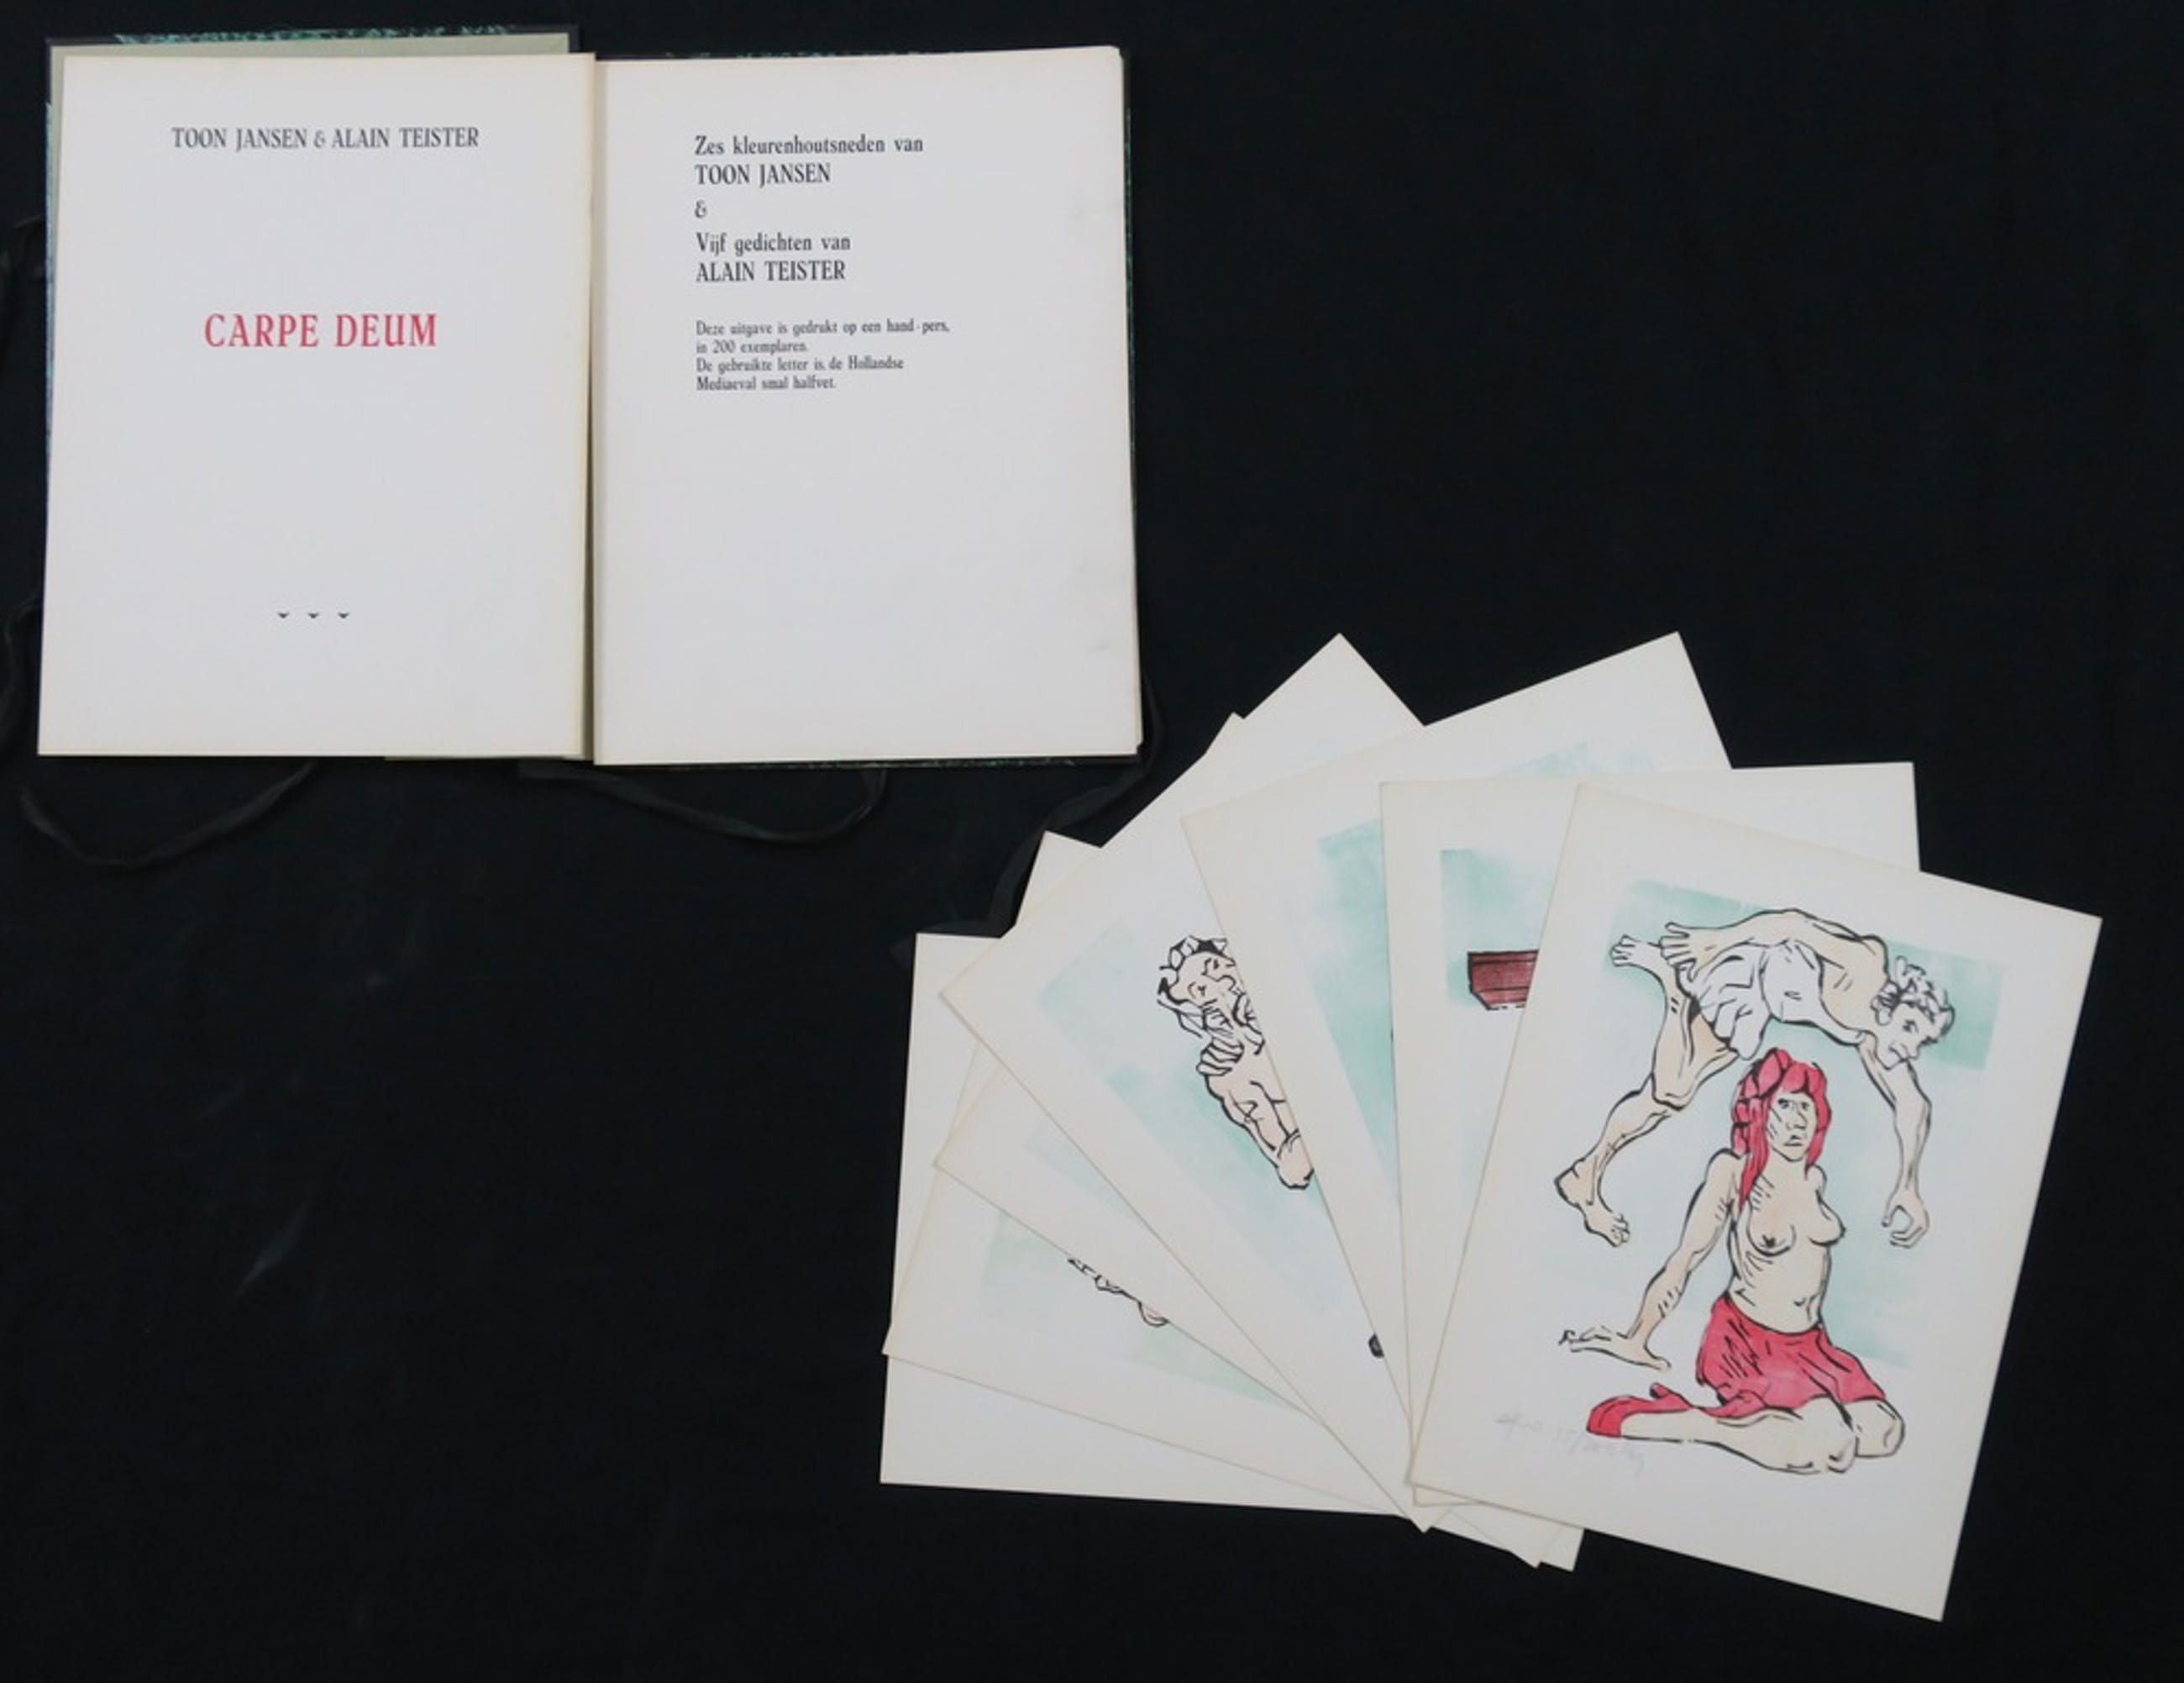 TOON JANSEN & ALAIN TEISTER
CARPE DEUM
Zes kleurenhoutsneden van
TOON JANSEN
&
Vijf gedichten van
ALAIN TEISTER
Deze uitgave is gedrukt op een hand-pers,
in 200 exemplaren.
De gebruikte letter is de Hollandse
Mediaeval smal halfvet.